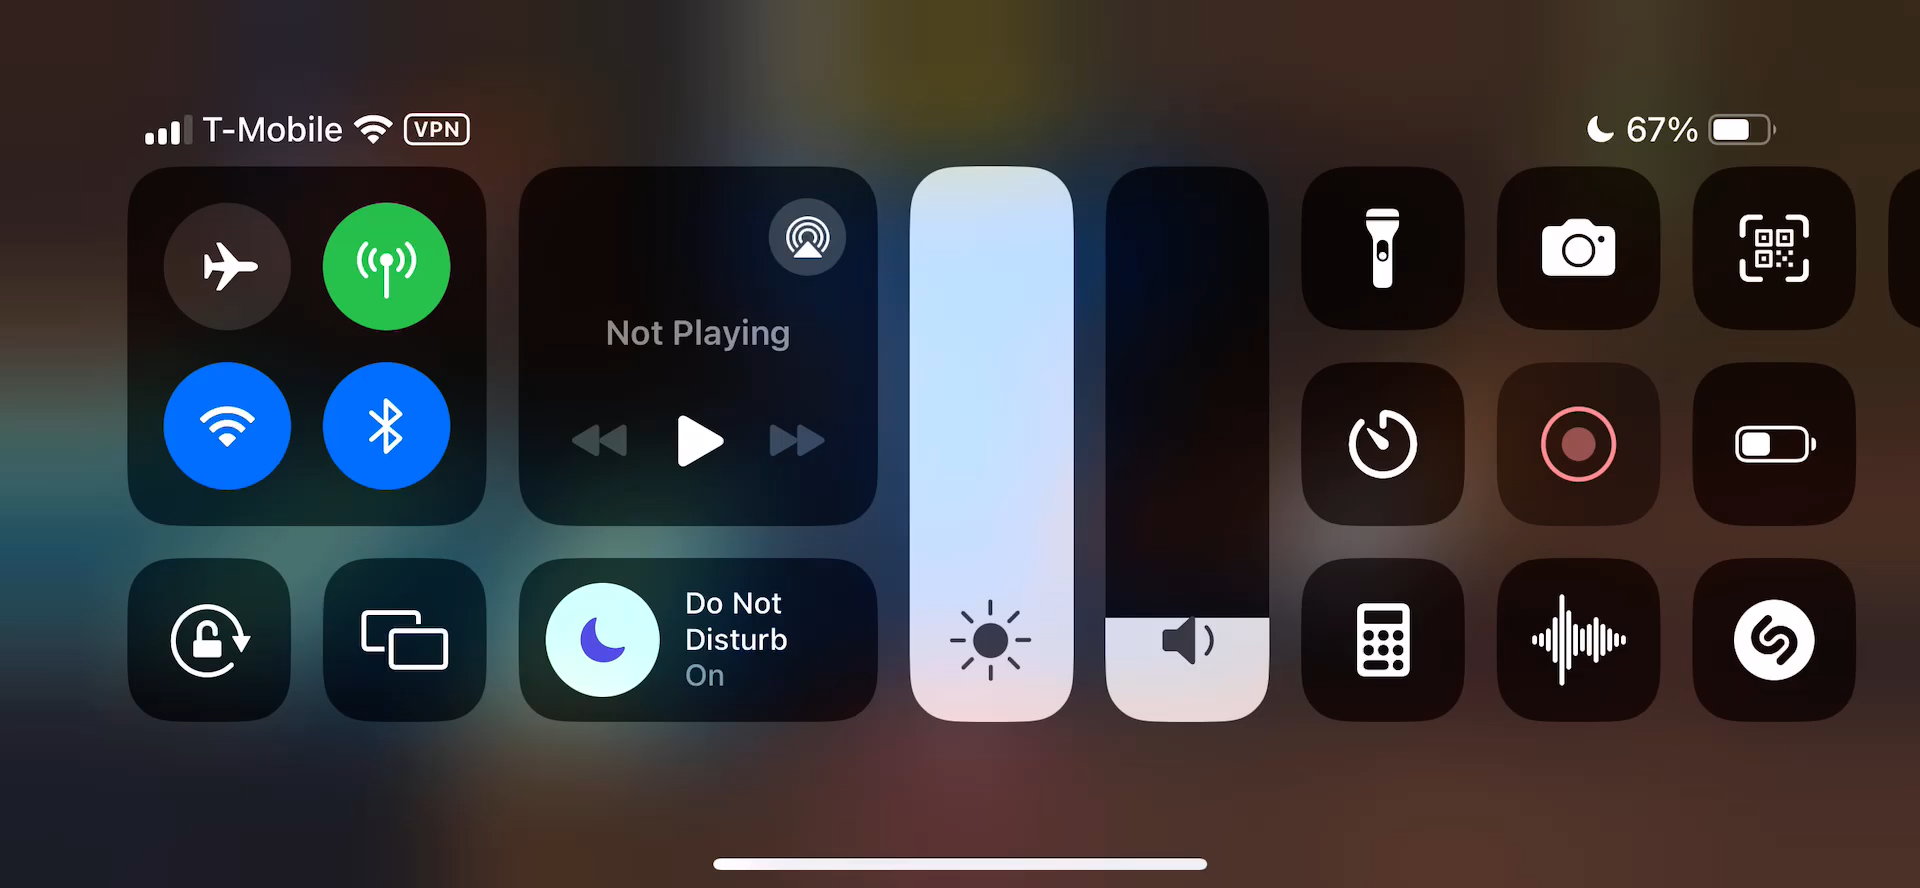 T-Mobile VPN
67%
Not Playing
Do Not
Disturb
On